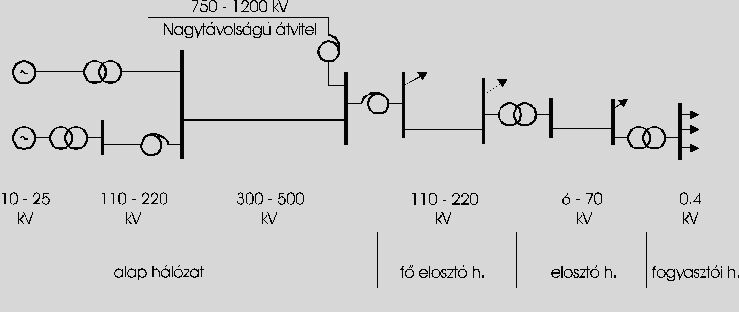 750 - 1200 kV
Nagytávolságú átvitel
~
~
10 - 25 kV
110 - 220 kV
300 - 500 kV
110 - 220 kV
6 - 70 kV
0.4 kV
alap hálózat
fő elosztó h.
elosztó h.
fogyasztói h.